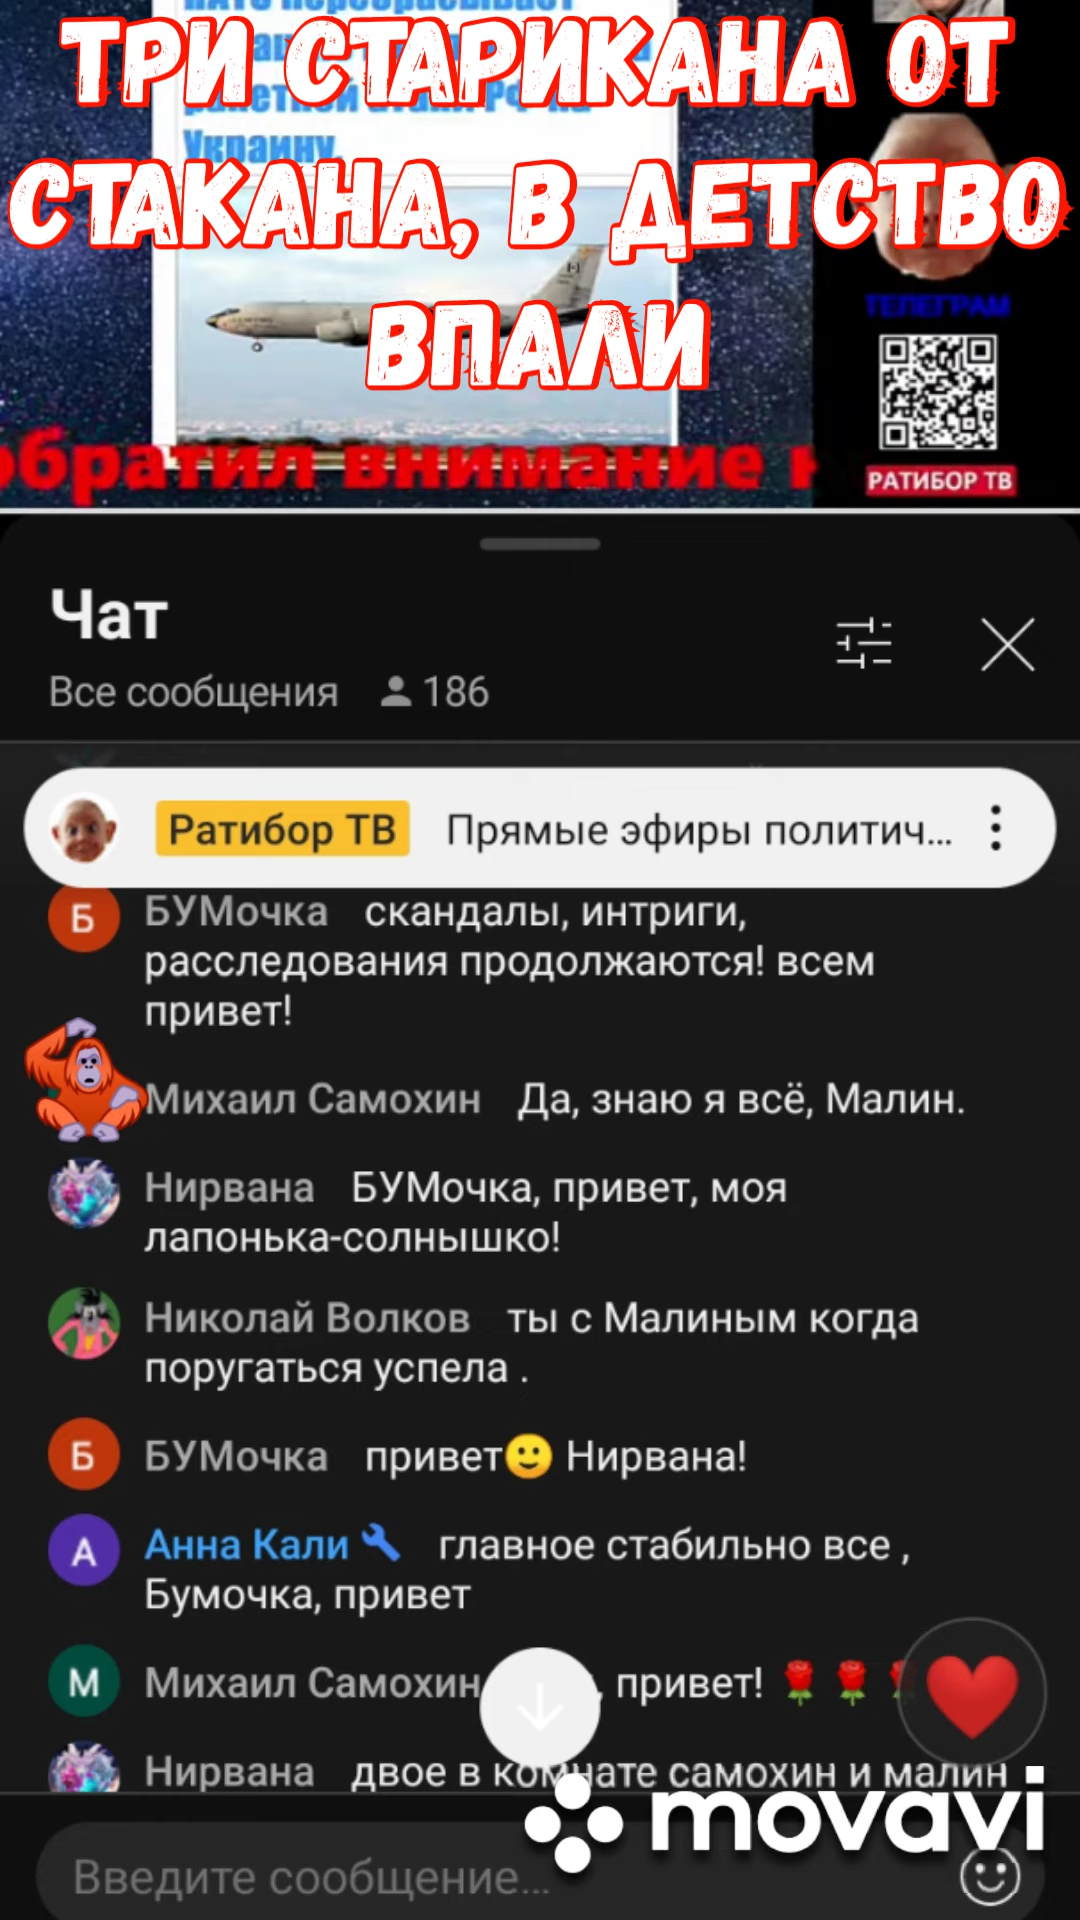 НАТО перебрасывает
ТРИ СТАРИКАНА ОТ
СТАКАНА, В ДЕТСТВО
ВПАЛИ
Украину.
ТЕЛЕГРАМ
обратил внимание н
РАТИБОР ТВ
Чат
Все сообщения 186
Ратибор ТВ Прямые эфиры политич...
Б БУМочка скандалы, интриги,
расследования продолжаются! всем
привет!
Михаил Самохин Да, знаю я всё, Малин.
Нирвана БУМочка, привет, моя
лапонька-солнышко!
Николай Волков ты с Малиным когда
поругаться успела .
Б БУМочка привет🙂 Нирвана!
А Анна Кали главное стабильно все ,
Бумочка, привет
М Михаил Самохин , привет! 🌹🌹🌹
Нирвана двое в комнате самохин и малин
movavi
Введите сообщение...